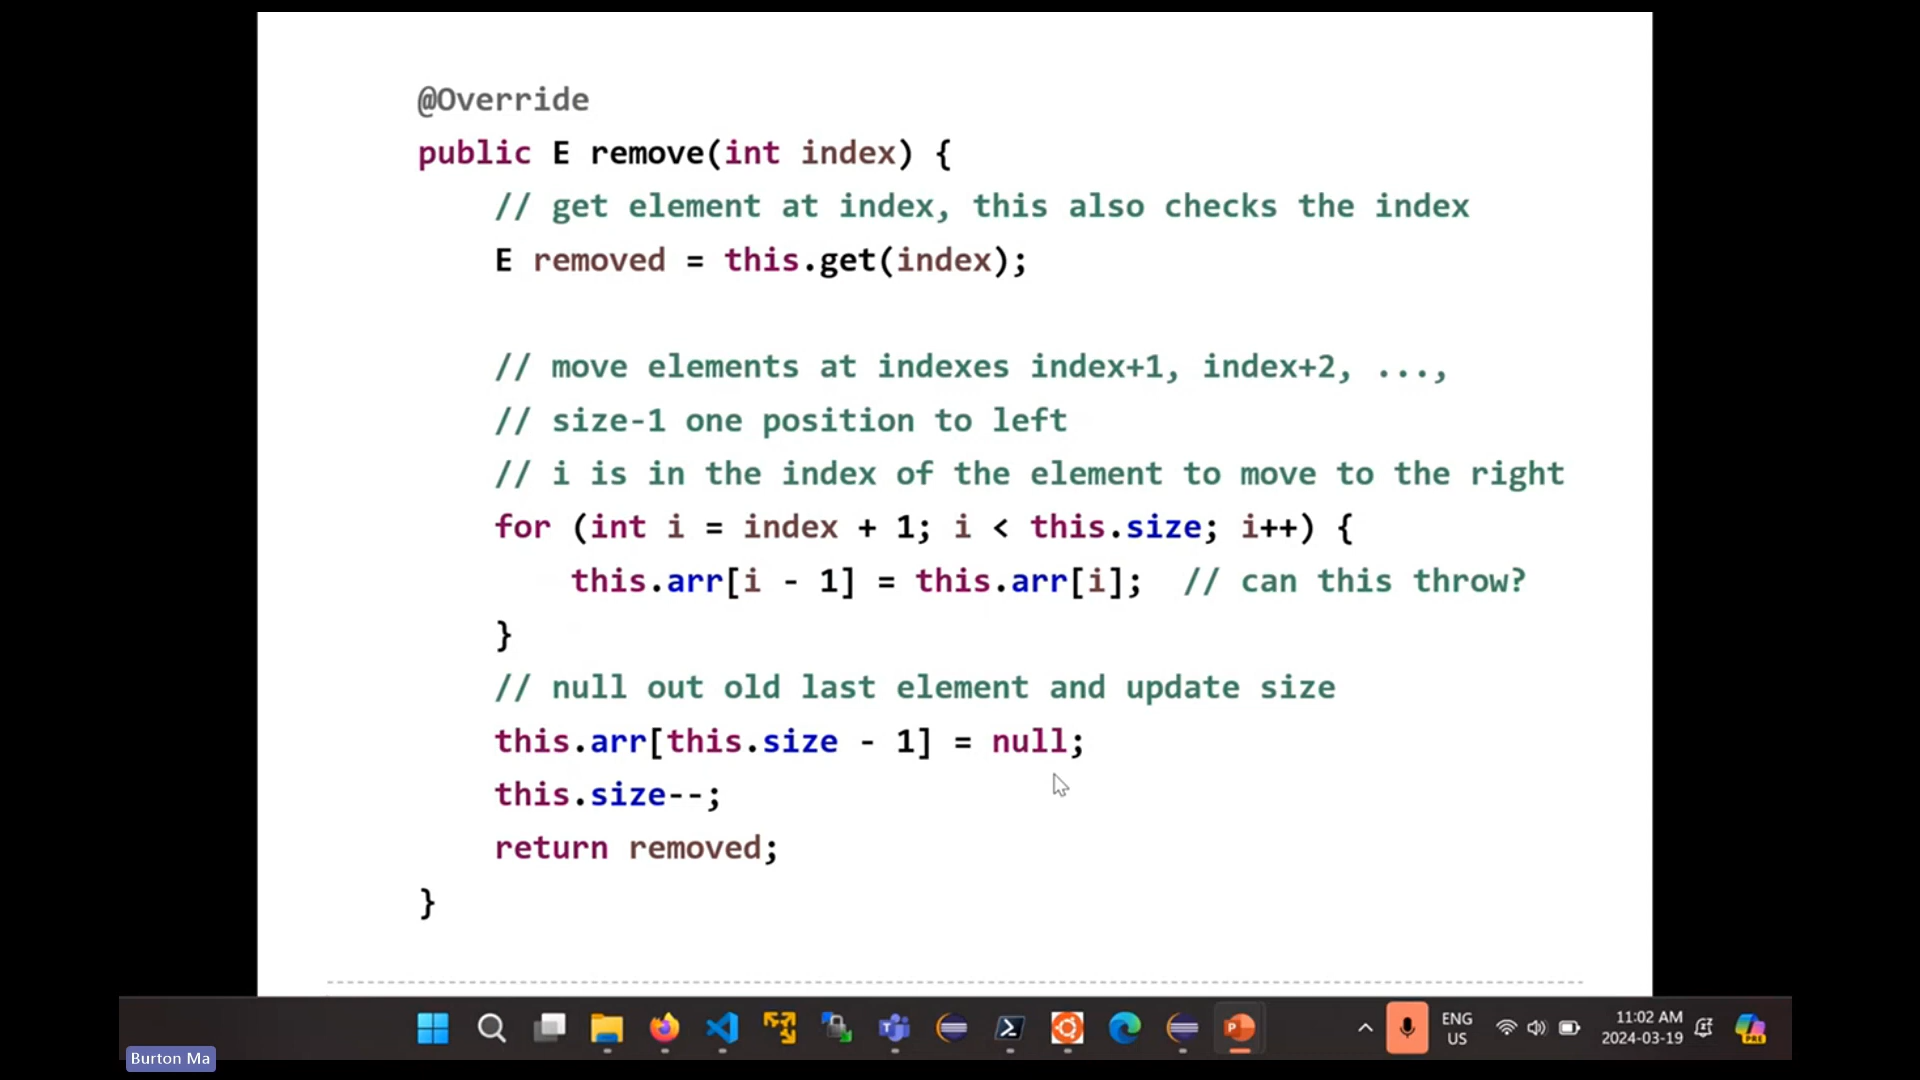 @Override
public E remove(int index) {
// get element at index, this also checks the index
E removed = this.get(index);
// move elements at indexes index+1, index+2, ...,
// size-1 one position to left
// i is in the index of the element to move to the right
for (int i = index + 1; i < this.size; i++) {
this.arr[i - 1] = this.arr[i];  // can this throw?
}
// null out old last element and update size
this.arr[this.size - 1] = null;
this.size--;
return removed;
}
ENG
US
11:02 AM
2024-03-19
PRE
Burton Ma